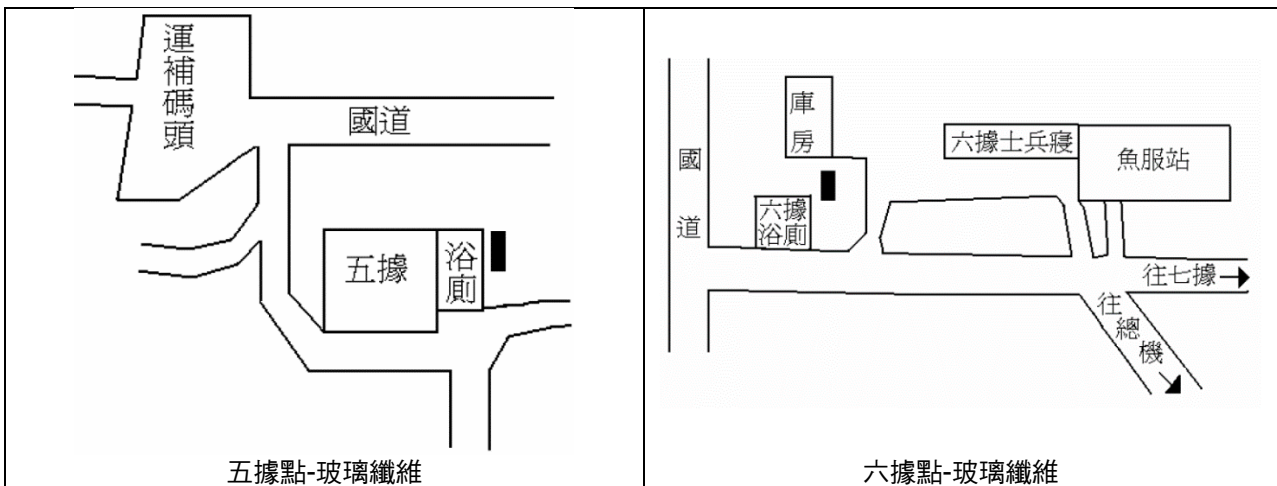 運補碼頭
國道
五據
浴廁
五據點-玻璃纖維
庫房
國道
六據士兵寢
魚服站
六據
浴廁
往七據
往總機
六據點-玻璃纖維